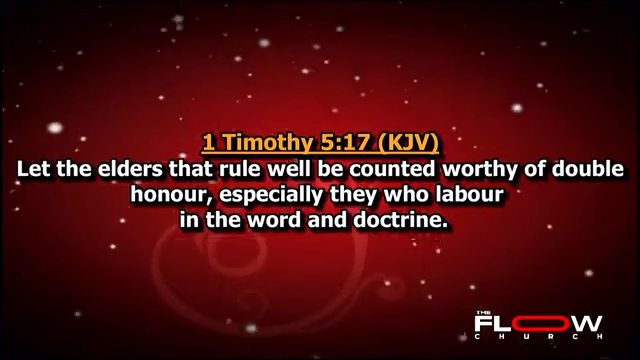 1 Timothy 5:17 (KJV)
Let the elders that rule well be counted worthy of double
honour, especially they who labour
in the word and doctrine.
THE
FLOW
CHURCH